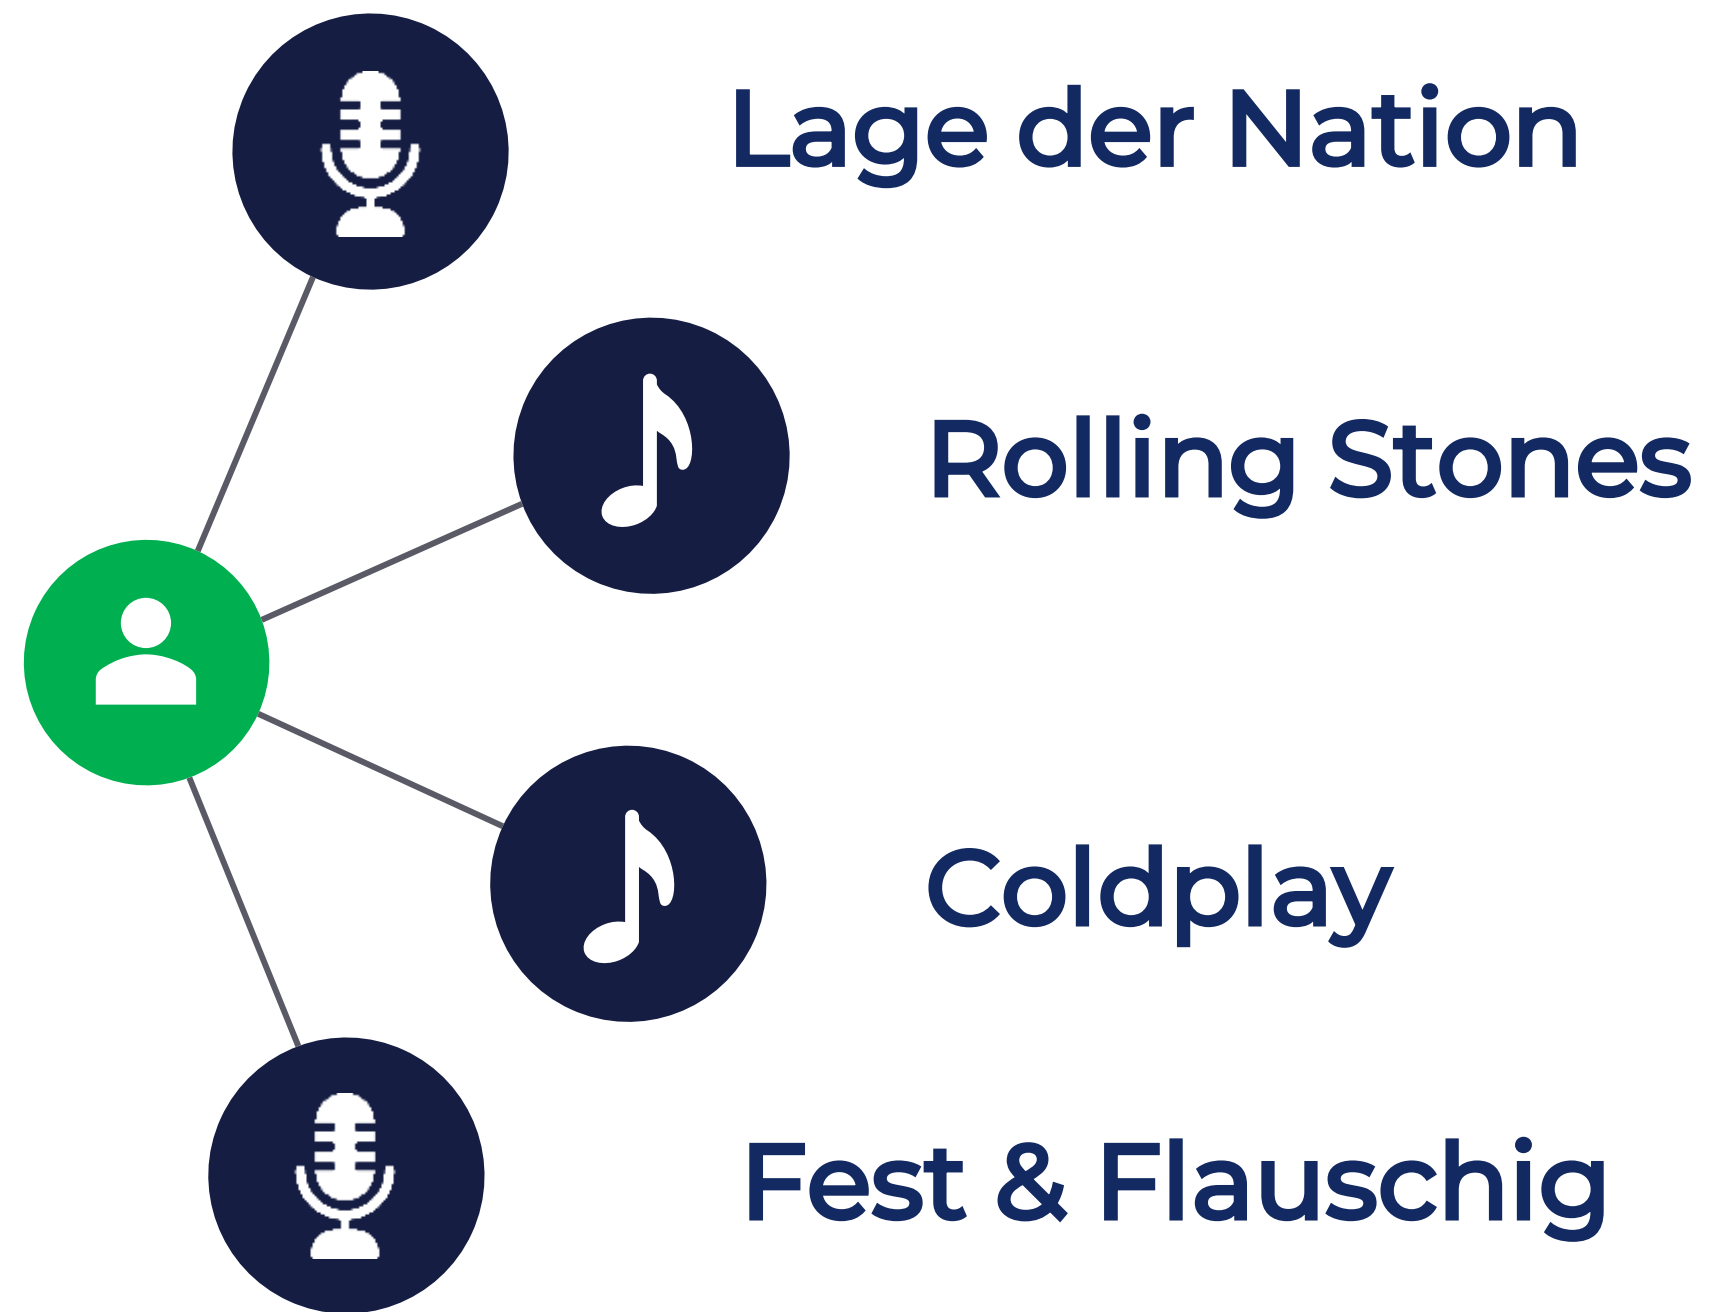 Lage der Nation
Rolling Stones
Coldplay
Fest & Flauschig